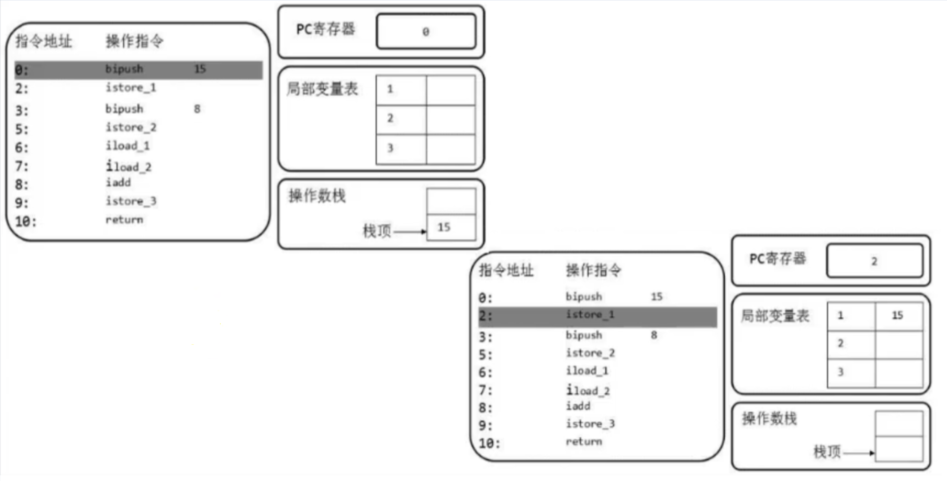 指令地址 操作指令
0: bipush 15
2: istore_1
3: bipush 8
5: istore_2
6: iload_1
7: iload_2
8: iadd
9: istore_3
10: return
PC寄存器 0
局部变量表 1
2
3
操作数栈
栈顶 15
指令地址 操作指令
0: bipush 15
2: istore_1
3: bipush 8
5: istore_2
6: iload_1
7: iload_2
8: iadd
9: istore_3
10: return
PC寄存器 2
局部变量表 1 15
2
3
操作数栈
栈顶